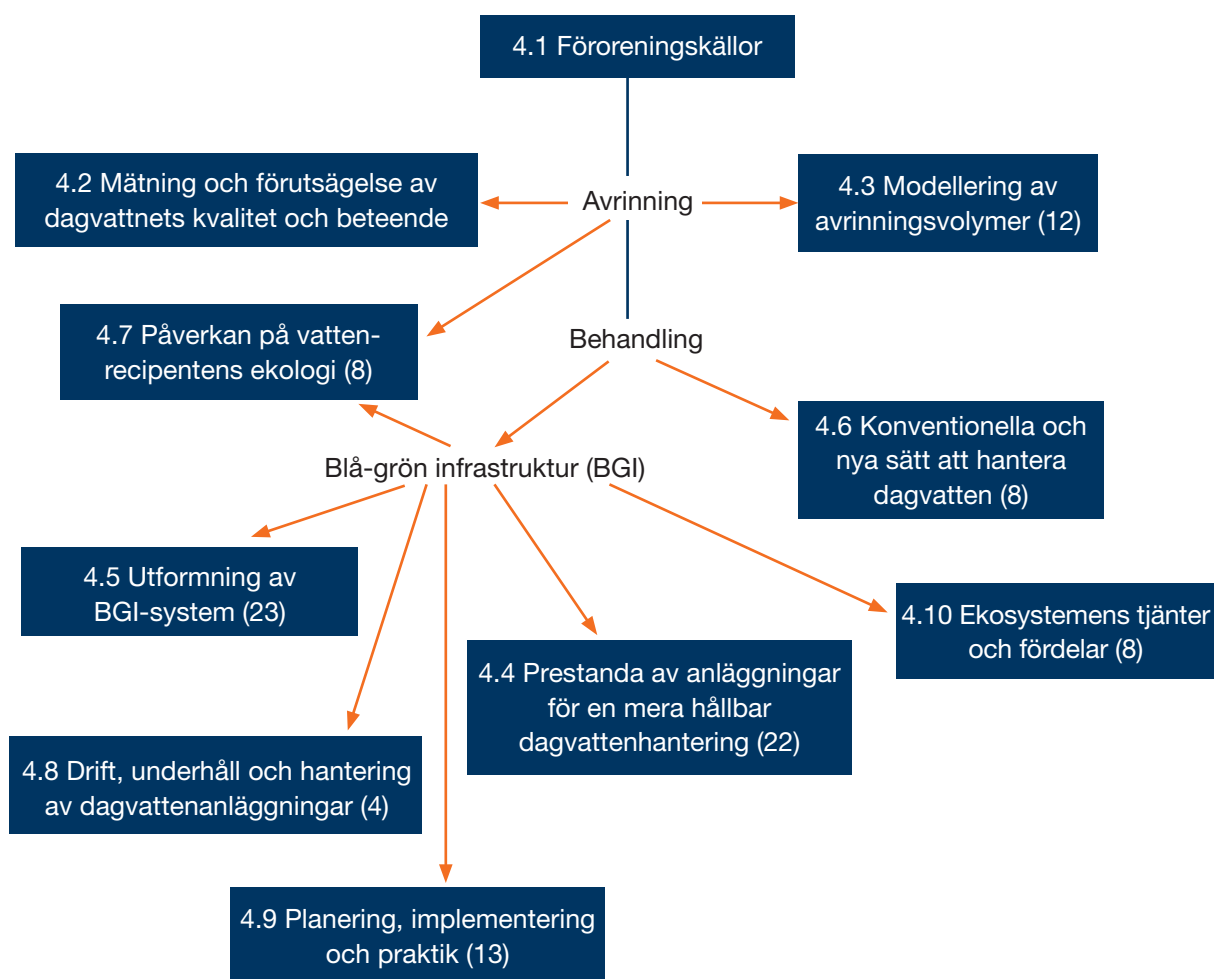 4.1 Föroreningskällor
4.2 Mätning och förutsägelse av
dagvattnets kvalitet och beteende
Avrinning
4.3 Modellering av
avrinningsvolymer (12)
4.7 Påverkan på vatten-
recipentens ekologi (8)
Behandling
4.6 Konventionella och
nya sätt att hantera
dagvatten (8)
Blå-grön infrastruktur (BGI)
4.5 Utformning av
BGI-system (23)
4.10 Ekosystemens tjänter
och fördelar (8)
4.4 Prestanda av anläggningar
för en mera hållbar
dagvattenhantering (22)
4.8 Drift, underhåll och hantering
av dagvattenanläggningar (4)
4.9 Planering, implementering
och praktik (13)